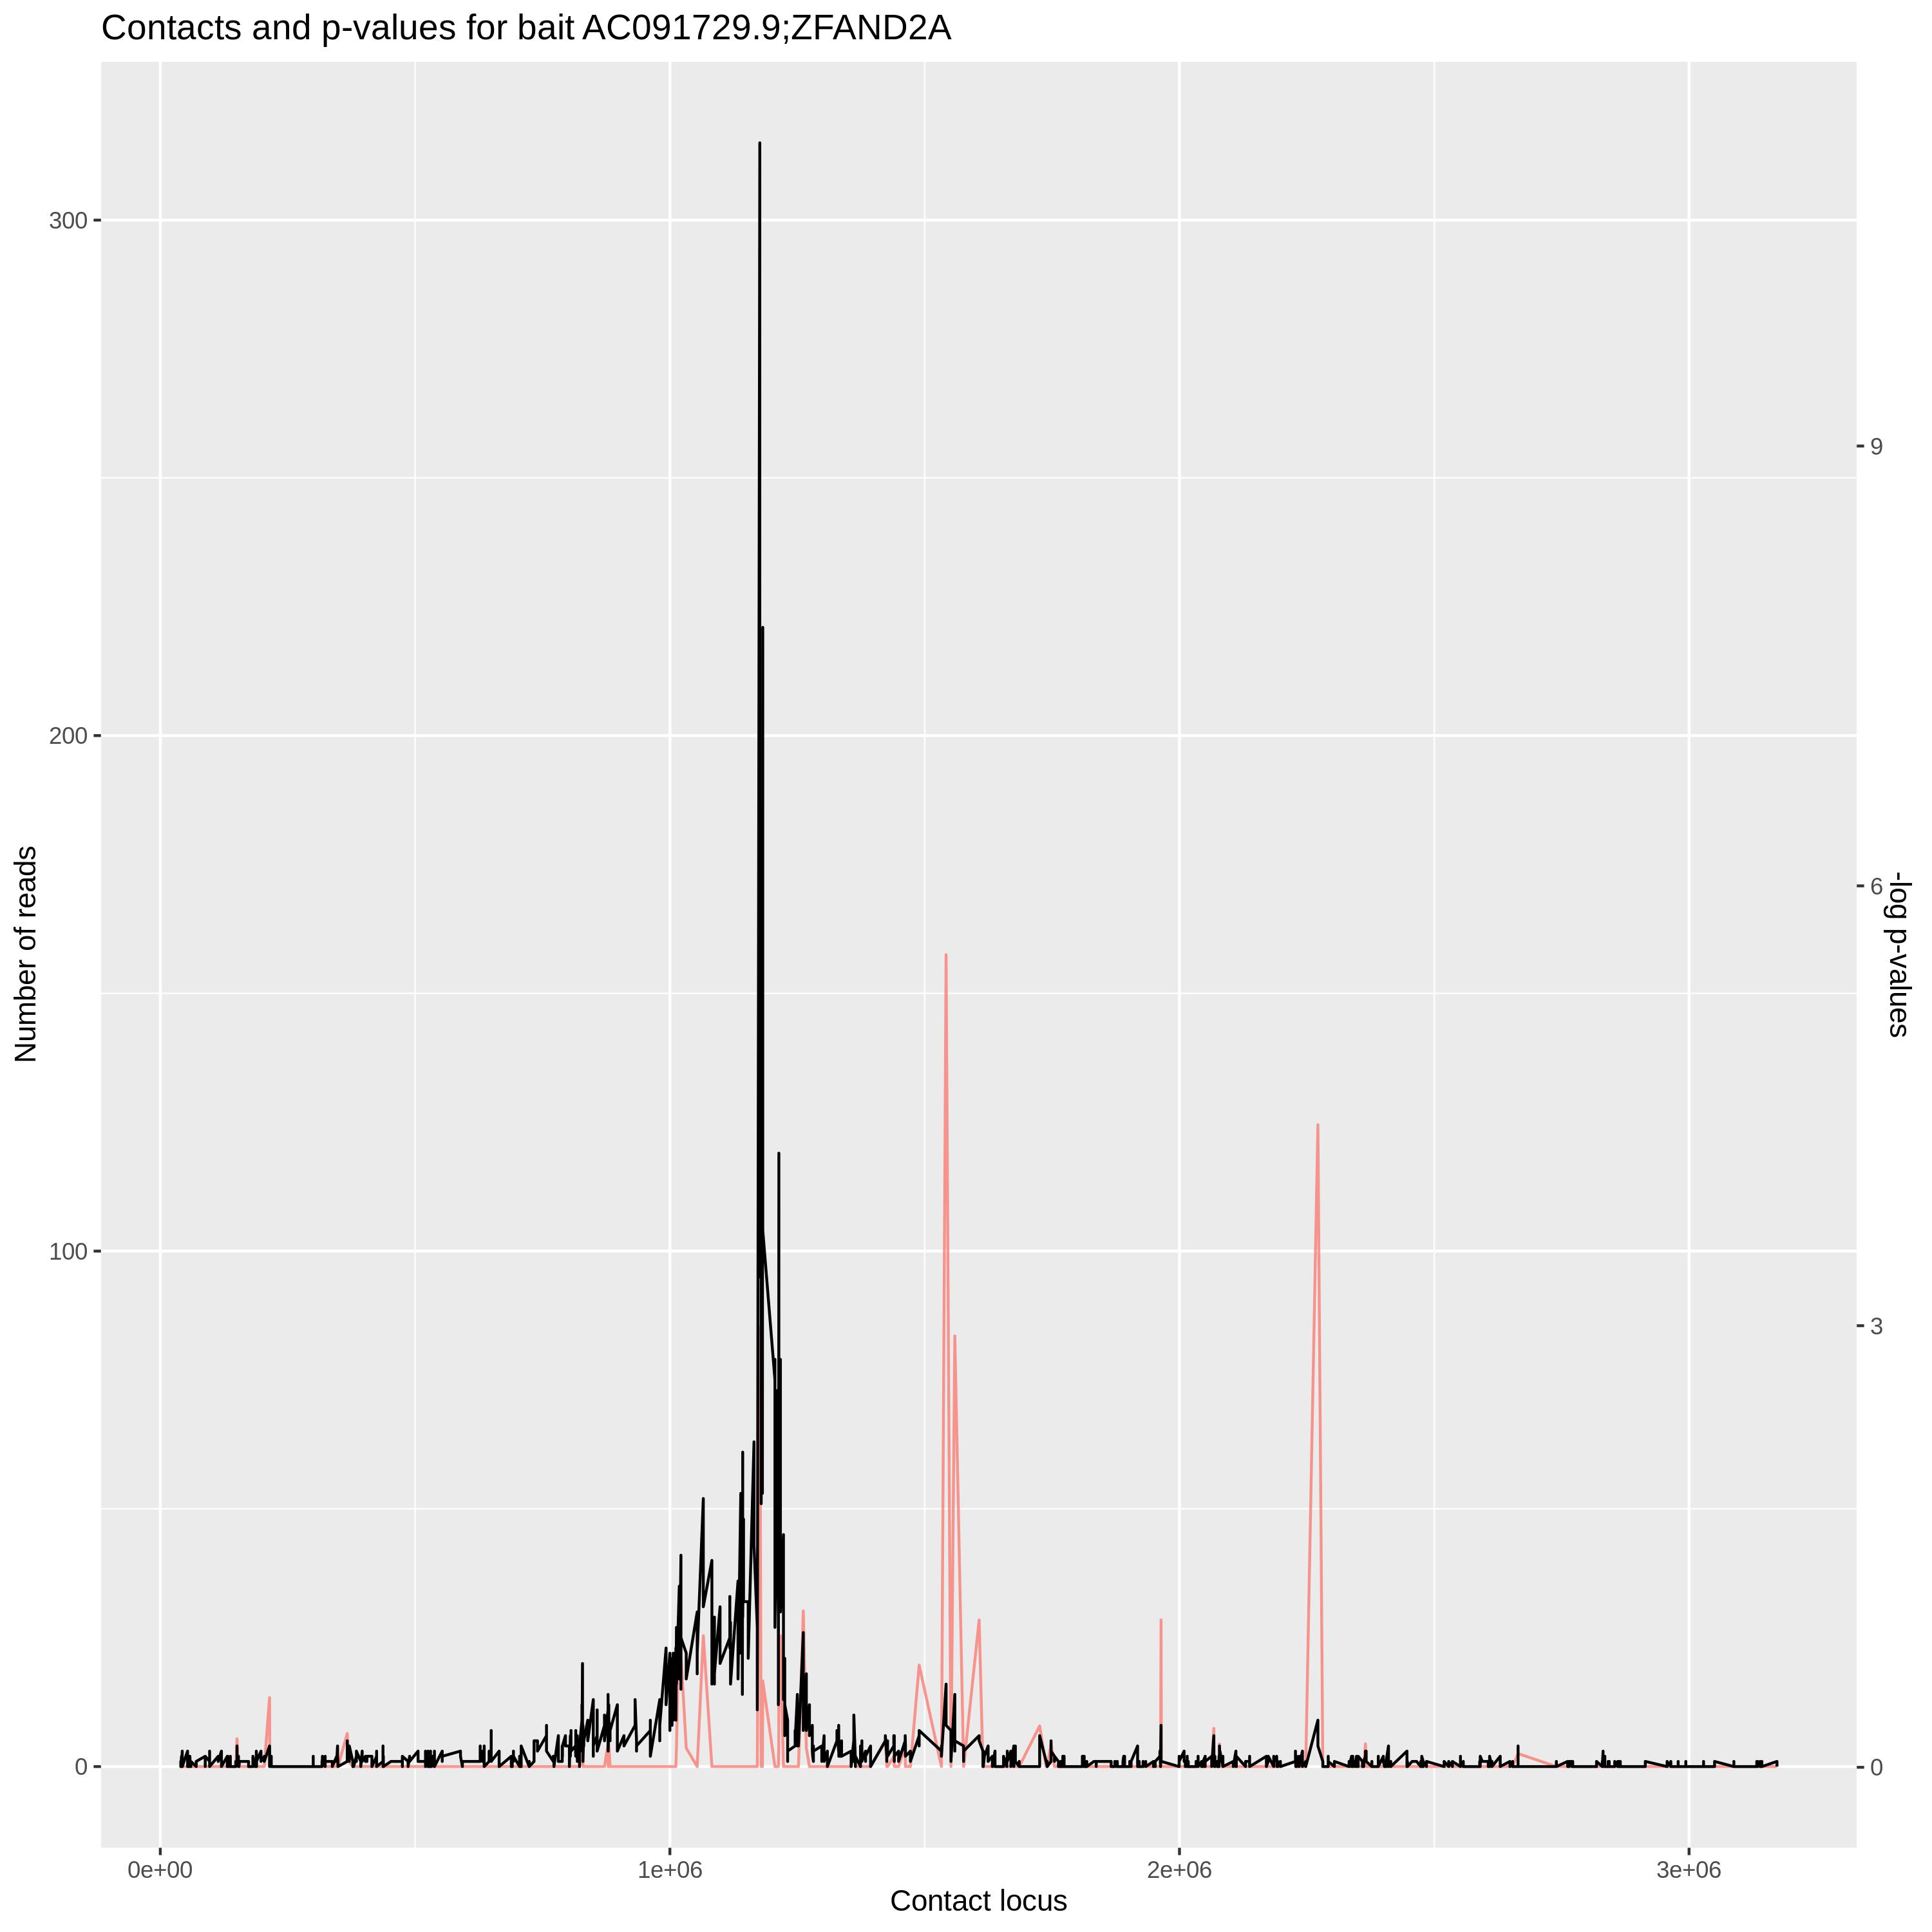 Contacts and p-values for bait AC091729.9;ZFAND2A
Number of reads
300
200
100
0
9
6
3
0
-log p-values
0e+00
1e+06
2e+06
3e+06
Contact locus